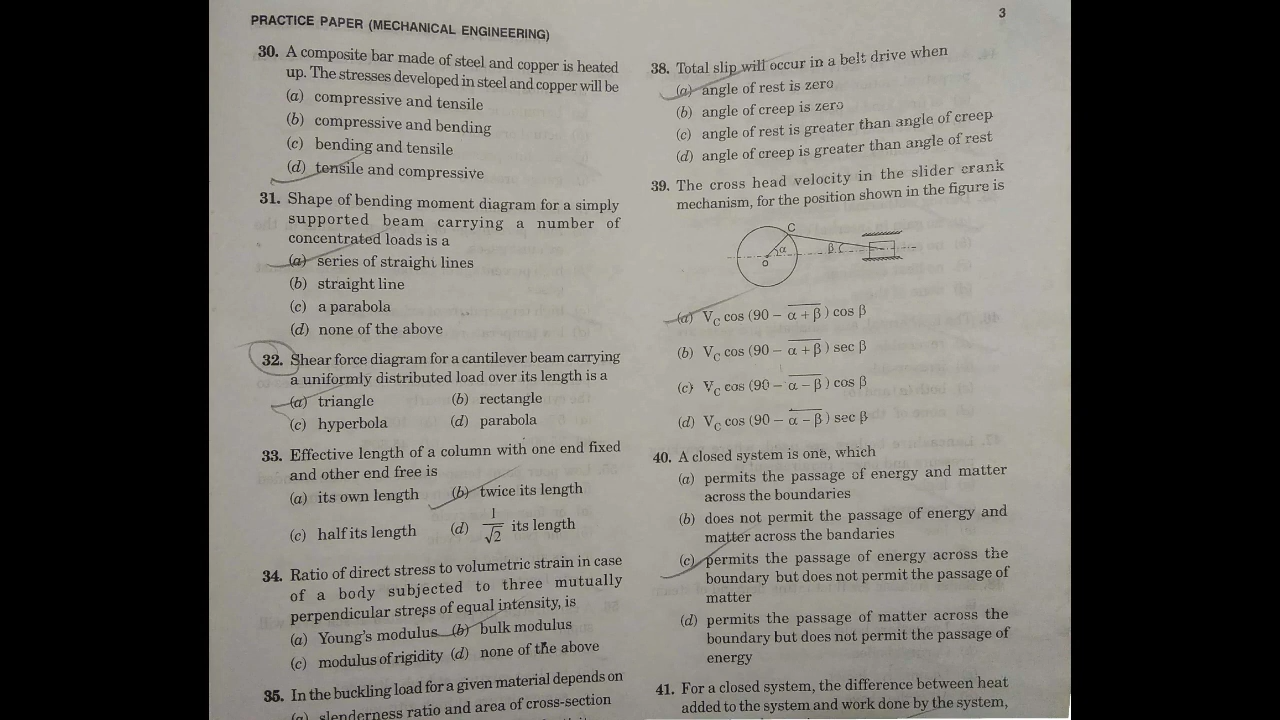 PRACTICE PAPER (MECHANICAL ENGINEERING)
3
30. A composite bar made of steel and copper is heated
up. The stresses developed in steel and copper will be
(a) compressive and tensile
(b) compressive and bending
(c) bending and tensile
(d) tensile and compressive
31. Shape of bending moment diagram for a simply
supported beam carrying a number of
concentrated loads is a
(a) series of straight lines
(b) straight line
(c) a parabola
(d) none of the above
32. Shear force diagram for a cantilever beam carrying
a uniformly distributed load over its length is a
(a) triangle (b) rectangle
(c) hyperbola (d) parabola
33. Effective length of a column with one end fixed
and other end free is
(a) its own length (b) twice its length
(c) half its length (d) 1/√2 its length
34. Ratio of direct stress to volumetric strain in case
of a body subjected to three mutually
perpendicular stress of equal intensity, is
(a) Young's modulus (b) bulk modulus
(c) modulus of rigidity (d) none of the above
35. In the buckling load for a given material depends on
(a) slenderness ratio and area of cross-section
38. Total slip will occur in a belt drive when
(a) angle of rest is zero
(b) angle of creep is zero
(c) angle of rest is greater than angle of creep
(d) angle of creep is greater than angle of rest
39. The cross head velocity in the slider crank
mechanism, for the position shown in the figure is
C
α β
o
(a) V_C cos (90 – α + β) cos β
(b) V_C cos (90 – α + β) sec β
(c) V_C cos (90 – α – β) cos β
(d) V_C cos (90 – α – β) sec β
40. A closed system is one, which
(a) permits the passage of energy and matter
across the boundaries
(b) does not permit the passage of energy and
matter across the bandaries
(c) permits the passage of energy across the
boundary but does not permit the passage of
matter
(d) permits the passage of matter across the
boundary but does not permit the passage of
energy
41. For a closed system, the difference between heat
added to the system and work done by the system,